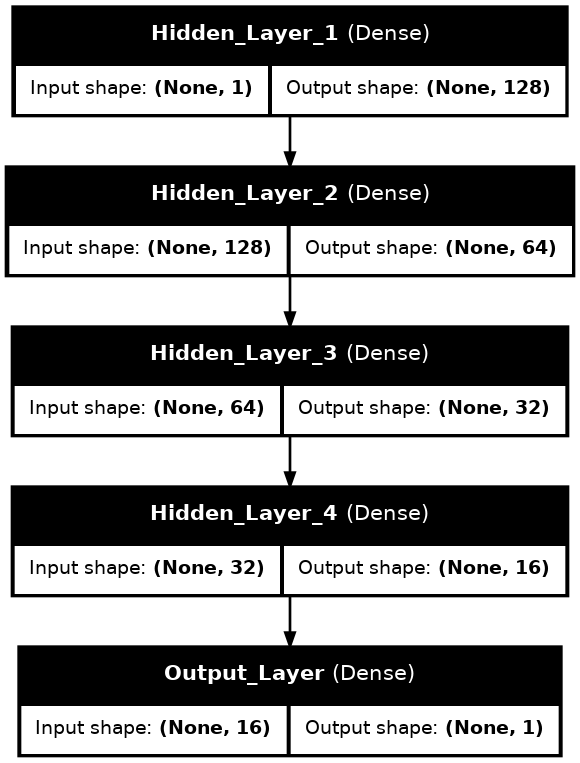 Hidden_Layer_1 (Dense)
Input shape: (None, 1) Output shape: (None, 128)
Hidden_Layer_2 (Dense)
Input shape: (None, 128) Output shape: (None, 64)
Hidden_Layer_3 (Dense)
Input shape: (None, 64) Output shape: (None, 32)
Hidden_Layer_4 (Dense)
Input shape: (None, 32) Output shape: (None, 16)
Output_Layer (Dense)
Input shape: (None, 16) Output shape: (None, 1)